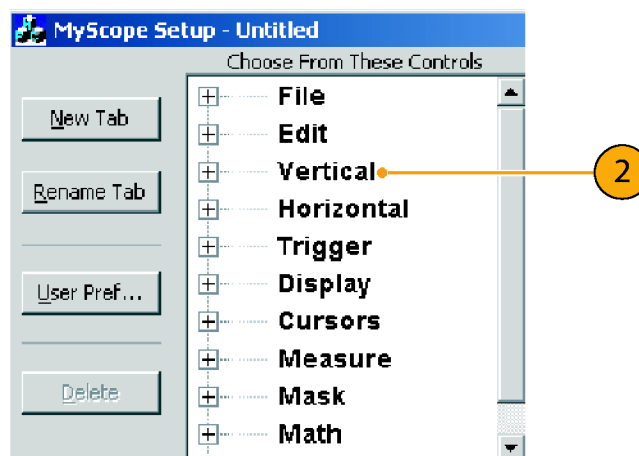 MyScope Setup - Untitled
Choose From These Controls
New Tab
Rename Tab
User Pref...
Delete
File
Edit
Vertical
Horizontal
Trigger
Display
Cursors
Measure
Mask
Math
2